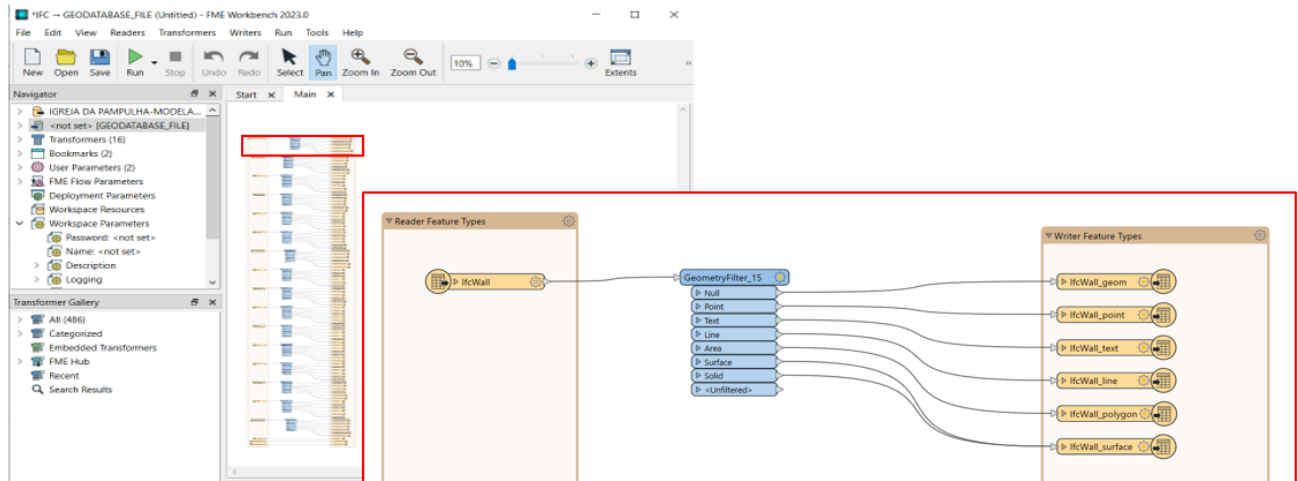 *IFC → GEODATABASE_FILE (Untitled) - FME Workbench 2023.0
File Edit View Readers Transformers Writers Run Tools Help
New Open Save Run Stop Undo Redo Select Pan Zoom In Zoom Out 10% Extents
Navigator
IGREJA DA PAMPULHA-MODELA...
<not set> [GEODATABASE_FILE]
Transformers (16)
Bookmarks (2)
User Parameters (2)
FME Flow Parameters
Deployment Parameters
Workspace Resources
Workspace Parameters
Password: <not set>
Name: <not set>
Description
Logging
Transformer Gallery
All (486)
Categorized
Embedded Transformers
FME Hub
Recent
Search Results
Start Main
Reader Feature Types
IfcWall
GeometryFilter_15
Null
Point
Text
Line
Area
Surface
Solid
<Unfiltered>
Writer Feature Types
IfcWall_geom
IfcWall_point
IfcWall_text
IfcWall_line
IfcWall_polygon
IfcWall_surface